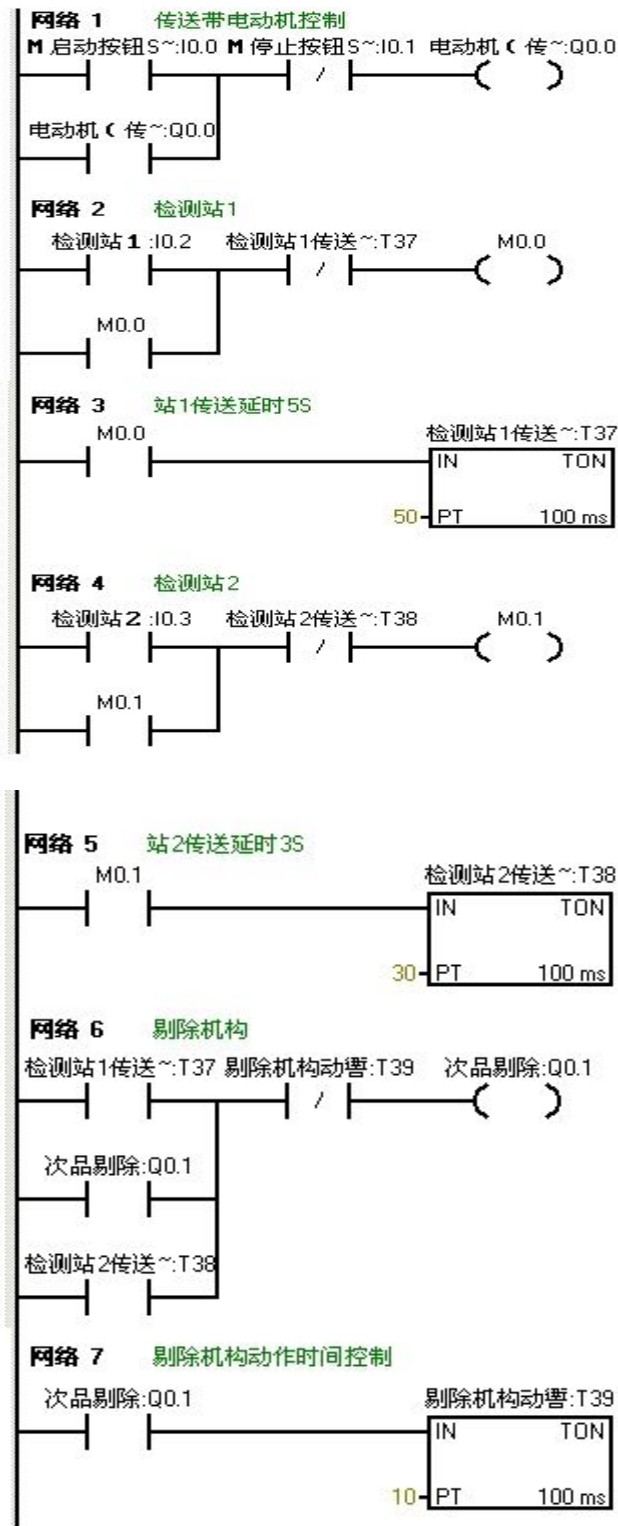 网络 1 传送带电动机控制
M 启动按钮S~:I0.0 M 停止按钮S~:I0.1 电动机 ( 传~:Q0.0
电动机 ( 传~:Q0.0
网络 2 检测站1
检测站1 :I0.2 检测站1传送~:T37 M0.0
M0.0
网络 3 站1传送延时5S
M0.0 检测站1传送~:T37
IN TON
50 PT 100 ms
网络 4 检测站2
检测站2 :I0.3 检测站2传送~:T38 M0.1
M0.1
网络 5 站2传送延时3S
M0.1 检测站2传送~:T38
IN TON
30 PT 100 ms
网络 6 剔除机构
检测站1传送~:T37 剔除机构动:T39 次品剔除:Q0.1
次品剔除:Q0.1
检测站2传送~:T38
网络 7 剔除机构动作时间控制
次品剔除:Q0.1 剔除机构动:T39
IN TON
10 PT 100 ms